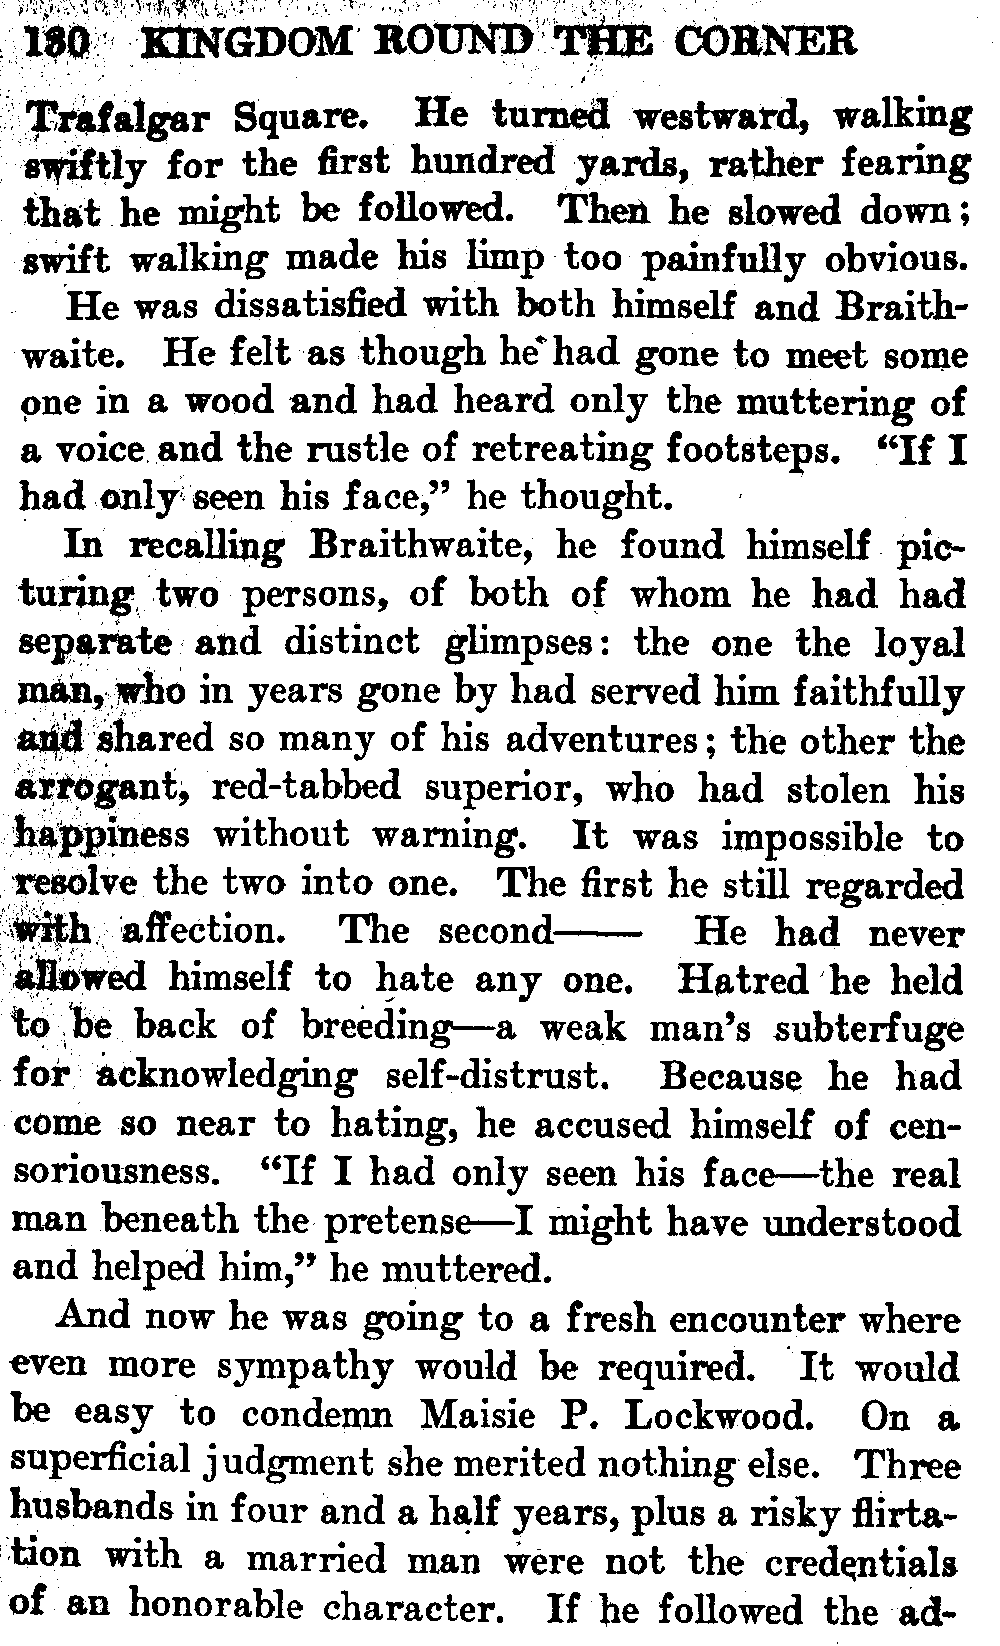 130 KINGDOM ROUND THE CORNER
Trafalgar Square. He turned westward, walking
swiftly for the first hundred yards, rather fearing
that he might be followed. Then he slowed down;
swift walking made his limp too painfully obvious.
He was dissatisfied with both himself and Braith-
waite. He felt as though he had gone to meet some
one in a wood and had heard only the muttering of
a voice and the rustle of retreating footsteps. "If I
had only seen his face," he thought.
In recalling Braithwaite, he found himself pic-
turing two persons, of both of whom he had had
separate and distinct glimpses: the one the loyal
man, who in years gone by had served him faithfully
and shared so many of his adventures; the other the
arrogant, red-tabbed superior, who had stolen his
happiness without warning. It was impossible to
resolve the two into one. The first he still regarded
with affection. The second—— He had never
allowed himself to hate any one. Hatred he held
to be back of breeding—a weak man's subterfuge
for acknowledging self-distrust. Because he had
come so near to hating, he accused himself of cen-
soriousness. "If I had only seen his face—the real
man beneath the pretense—I might have understood
and helped him," he muttered.
And now he was going to a fresh encounter where
even more sympathy would be required. It would
be easy to condemn Maisie P. Lockwood. On a
superficial judgment she merited nothing else. Three
husbands in four and a half years, plus a risky flirta-
tion with a married man were not the credentials
of an honorable character. If he followed the ad-